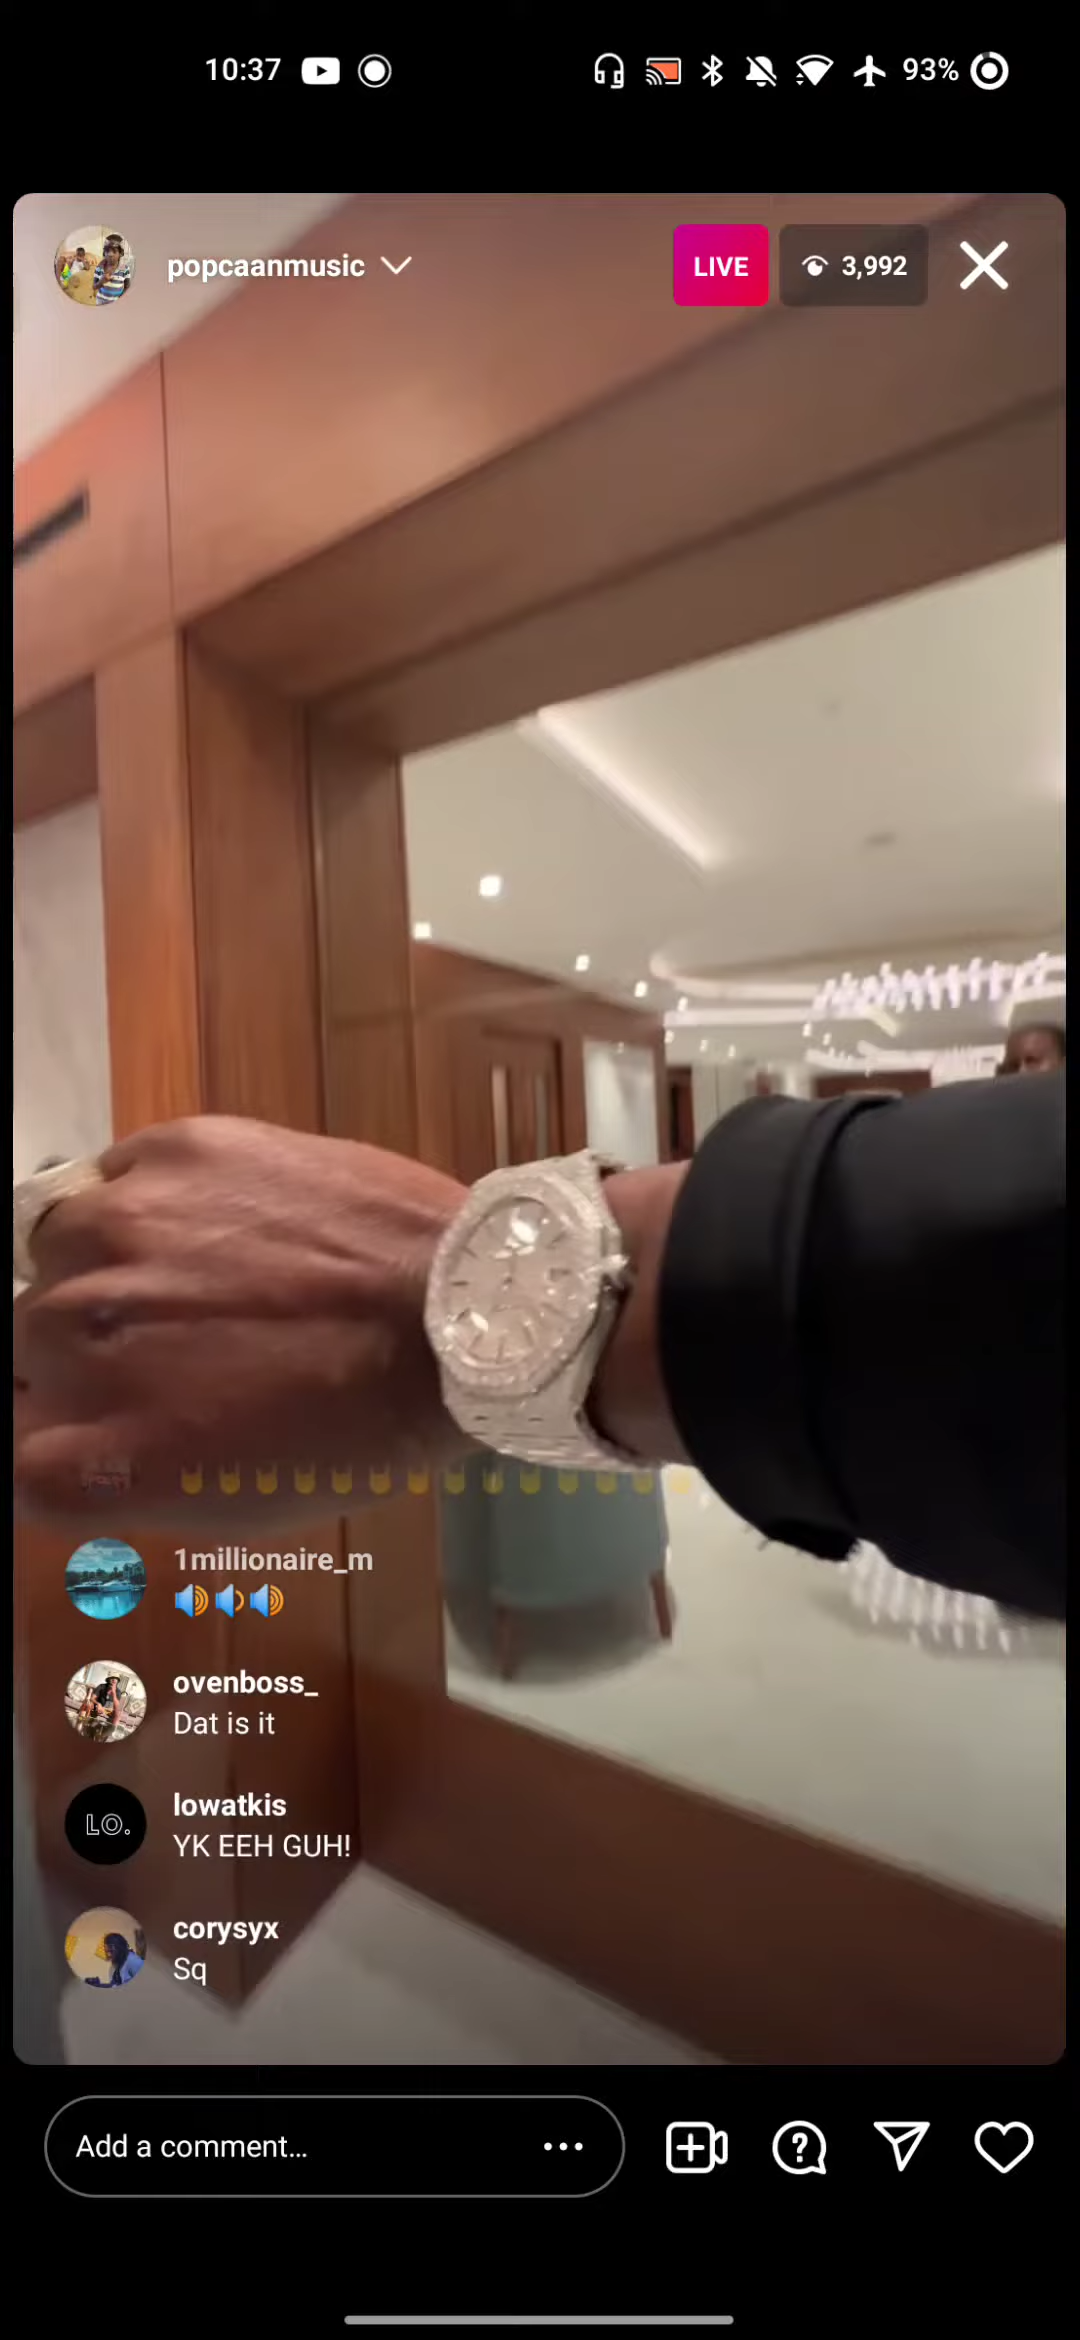 10:37
93%
popcaanmusic
LIVE
3,992
1millionaire_m
🔊🔉🔊
ovenboss_
Dat is it
LO.
lowatkis
YK EEH GUH!
corysyx
Sq
Add a comment...